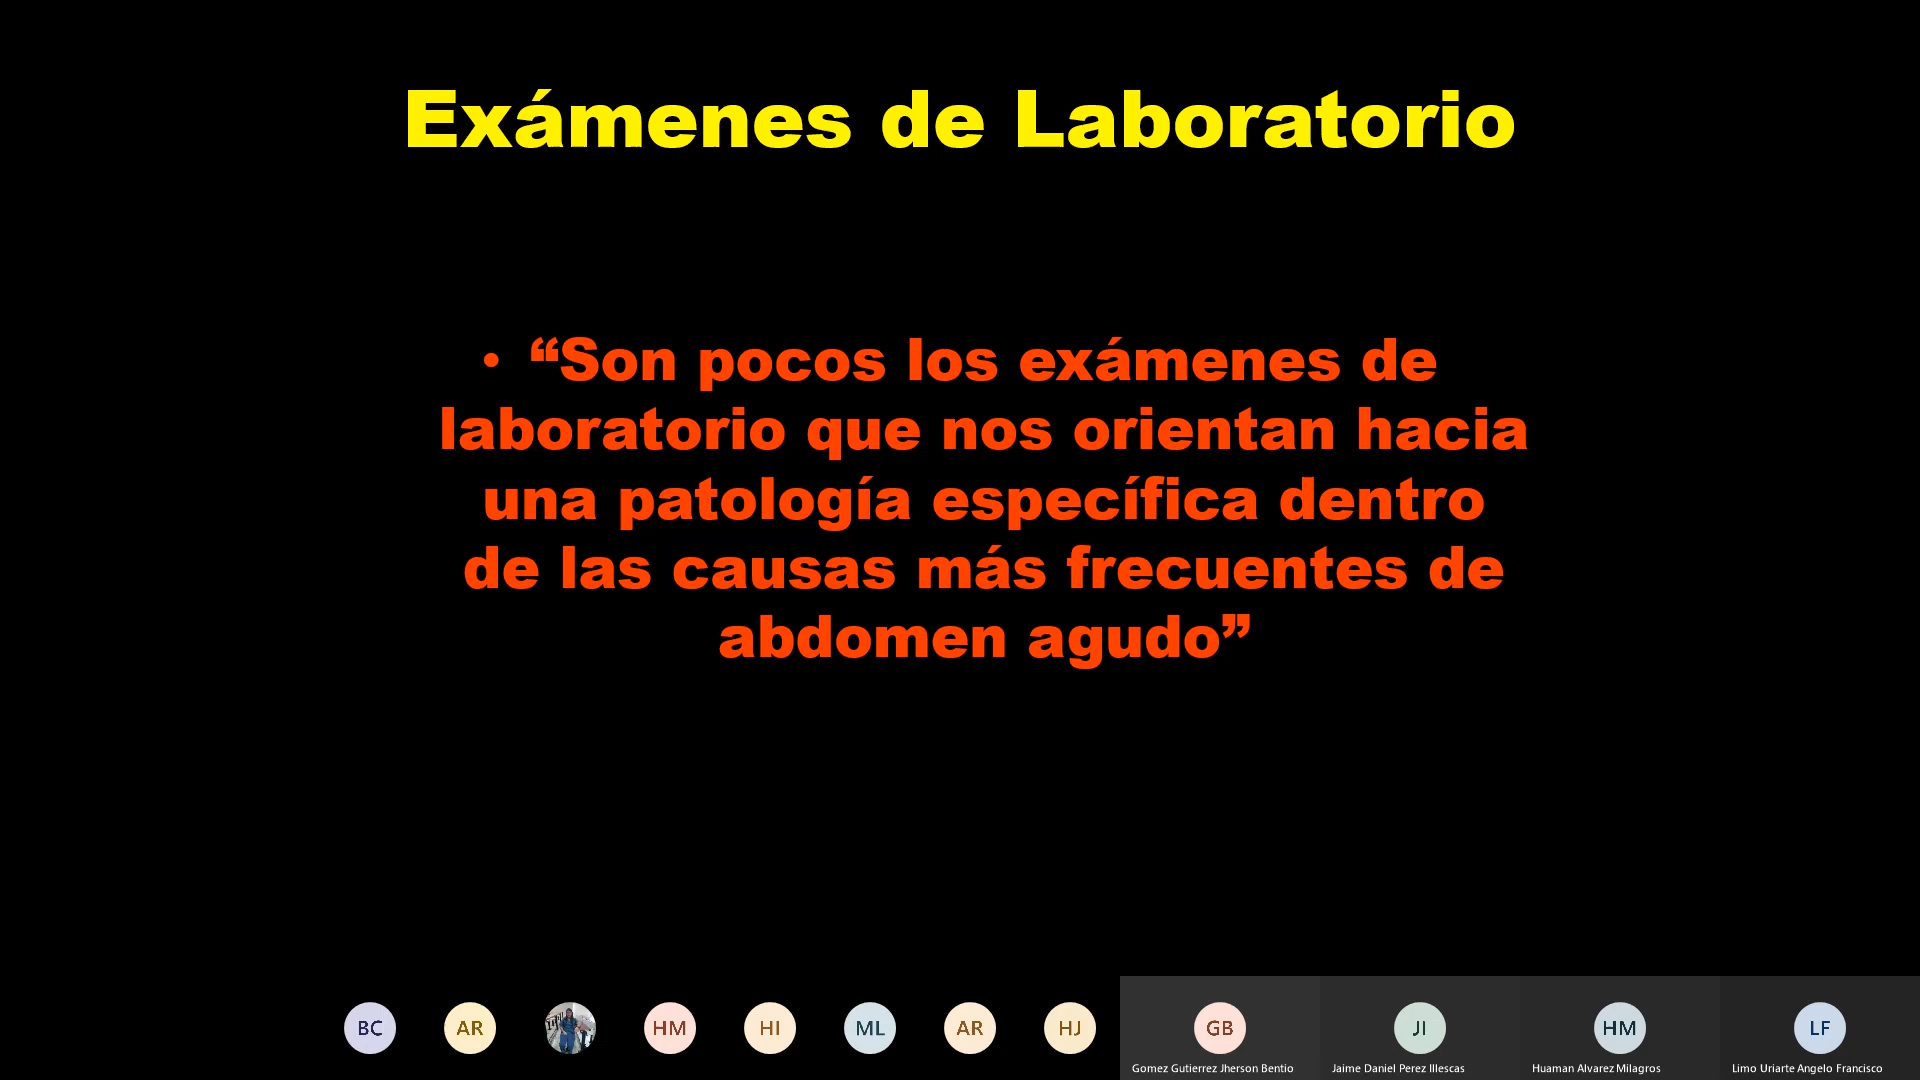 Exámenes de Laboratorio
• “Son pocos los exámenes de
laboratorio que nos orientan hacia
una patología específica dentro
de las causas más frecuentes de
abdomen agudo”
BC
AR
HM
HI
ML
AR
HJ
GB
JI
HM
LF
Gomez Gutierrez Jherson Bentio
Jaime Daniel Perez Illescas
Huaman Alvarez Milagros
Limo Uriarte Angelo Francisco